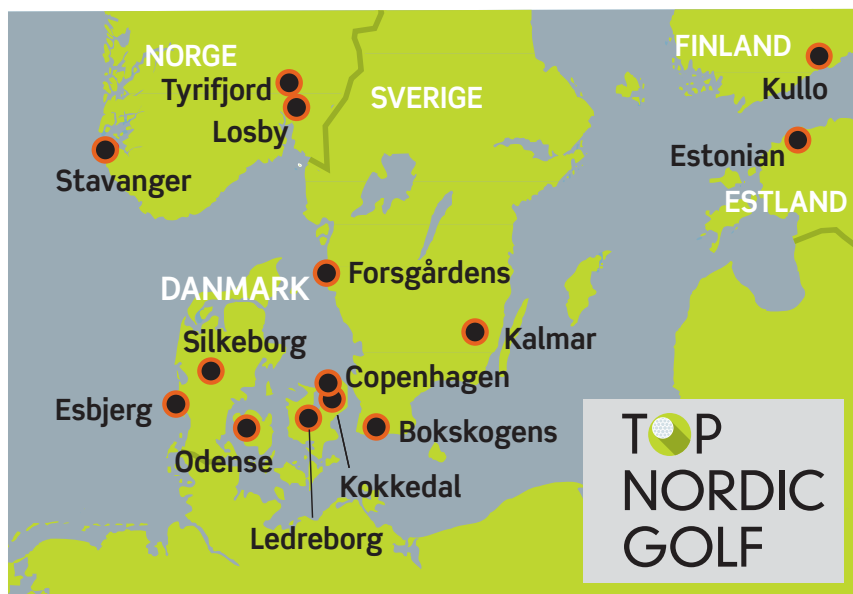 NORGE
FINLAND
Tyrifjord
Kullo
SVERIGE
Losby
Estonian
Stavanger
ESTLAND
Forsgårdens
DANMARK
Silkeborg
Kalmar
Copenhagen
Esbjerg
Bokskogens
Odense
Kokkedal
Ledreborg
TOP
NORDIC
GOLF